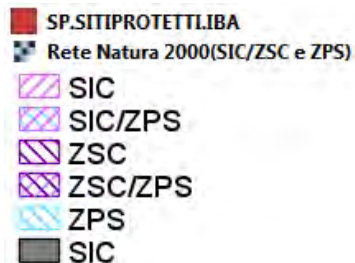 SP.SITIPROTETTI.IBA
Rete Natura 2000(SIC/ZSC e ZPS)
SIC
SIC/ZPS
ZSC
ZSC/ZPS
ZPS
SIC